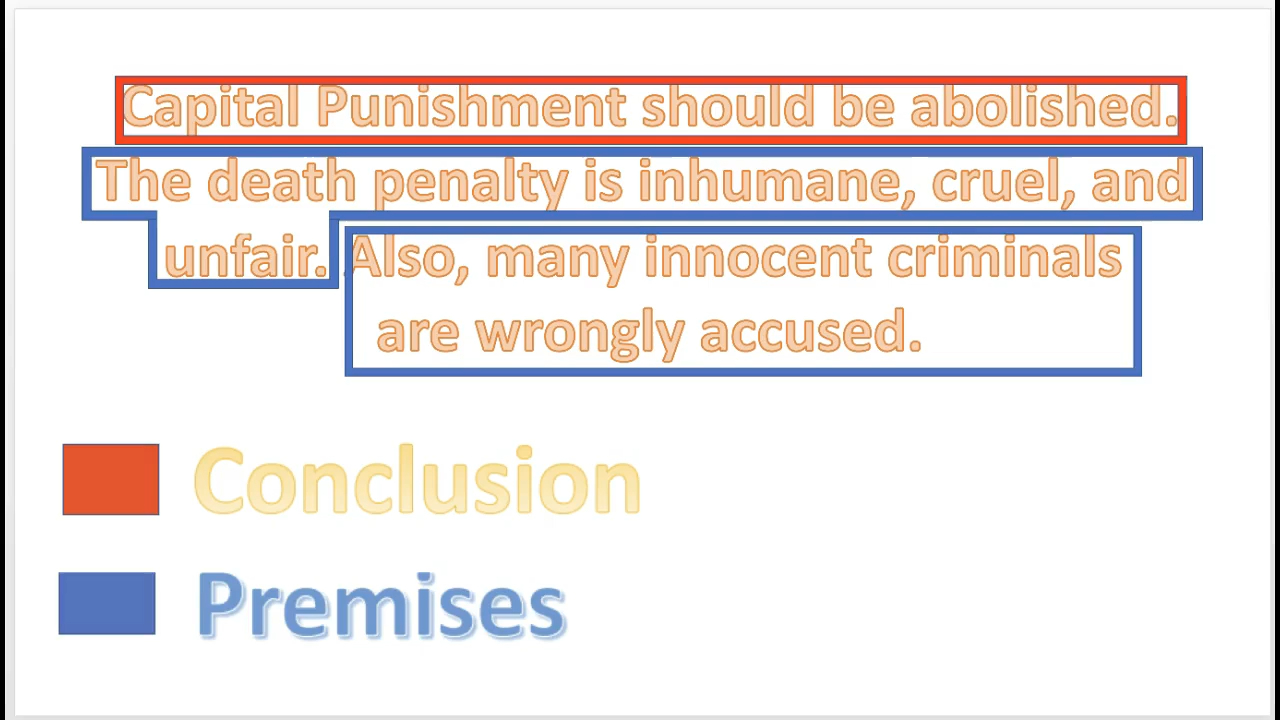 Capital Punishment should be abolished.
The death penalty is inhumane, cruel, and
unfair. Also, many innocent criminals
are wrongly accused.
Conclusion
Premises